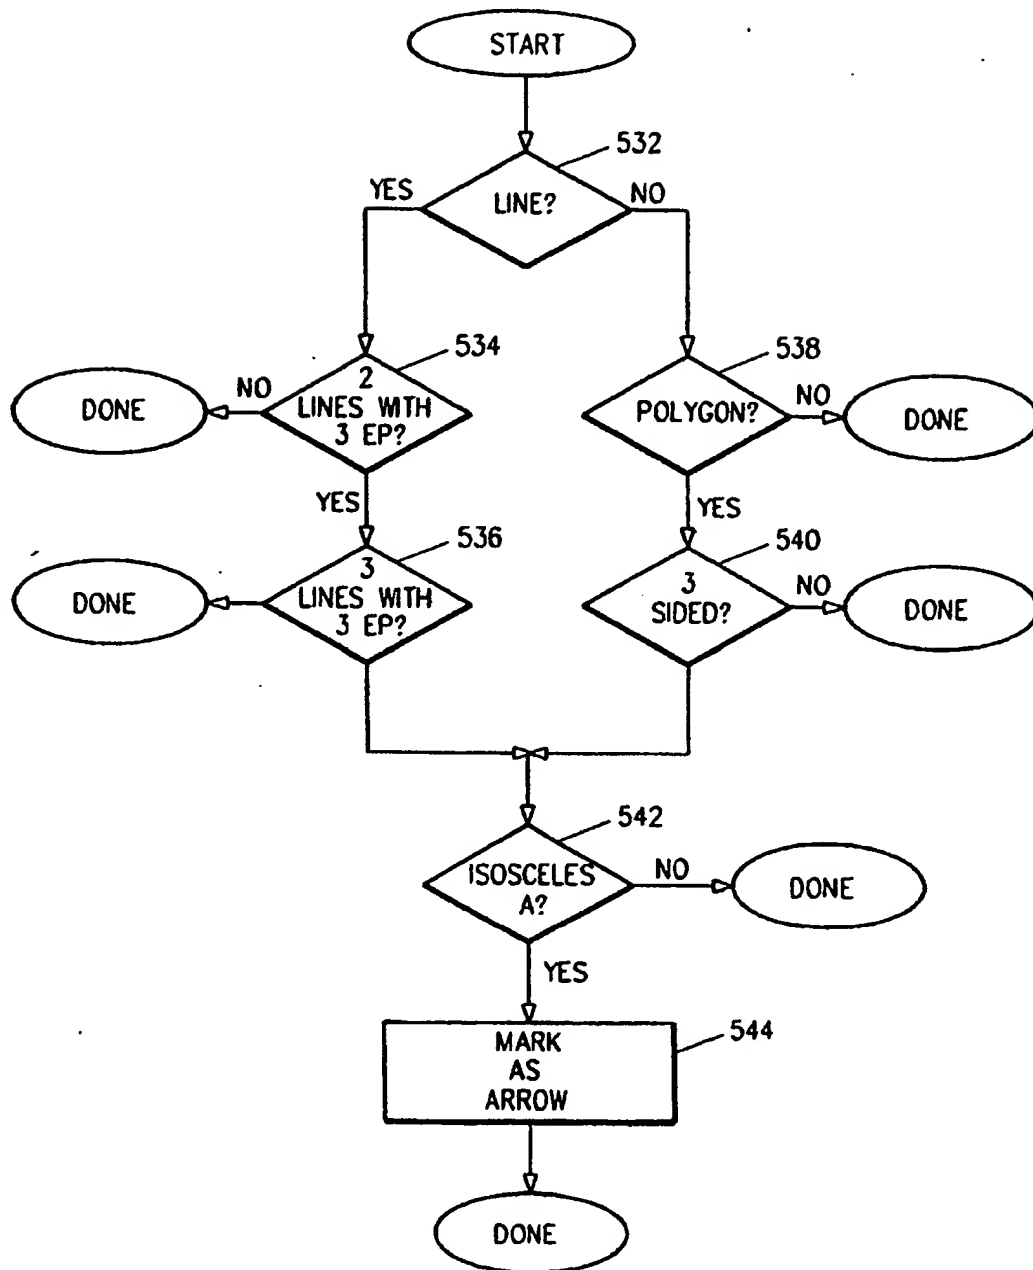 START
532
YES
LINE?
NO
534
538
2
LINES WITH
3 EP?
NO
DONE
POLYGON?
NO
DONE
YES
YES
536
540
3
LINES WITH
3 EP?
DONE
3
SIDED?
NO
DONE
542
ISOSCELES
A?
NO
DONE
YES
544
MARK
AS
ARROW
DONE